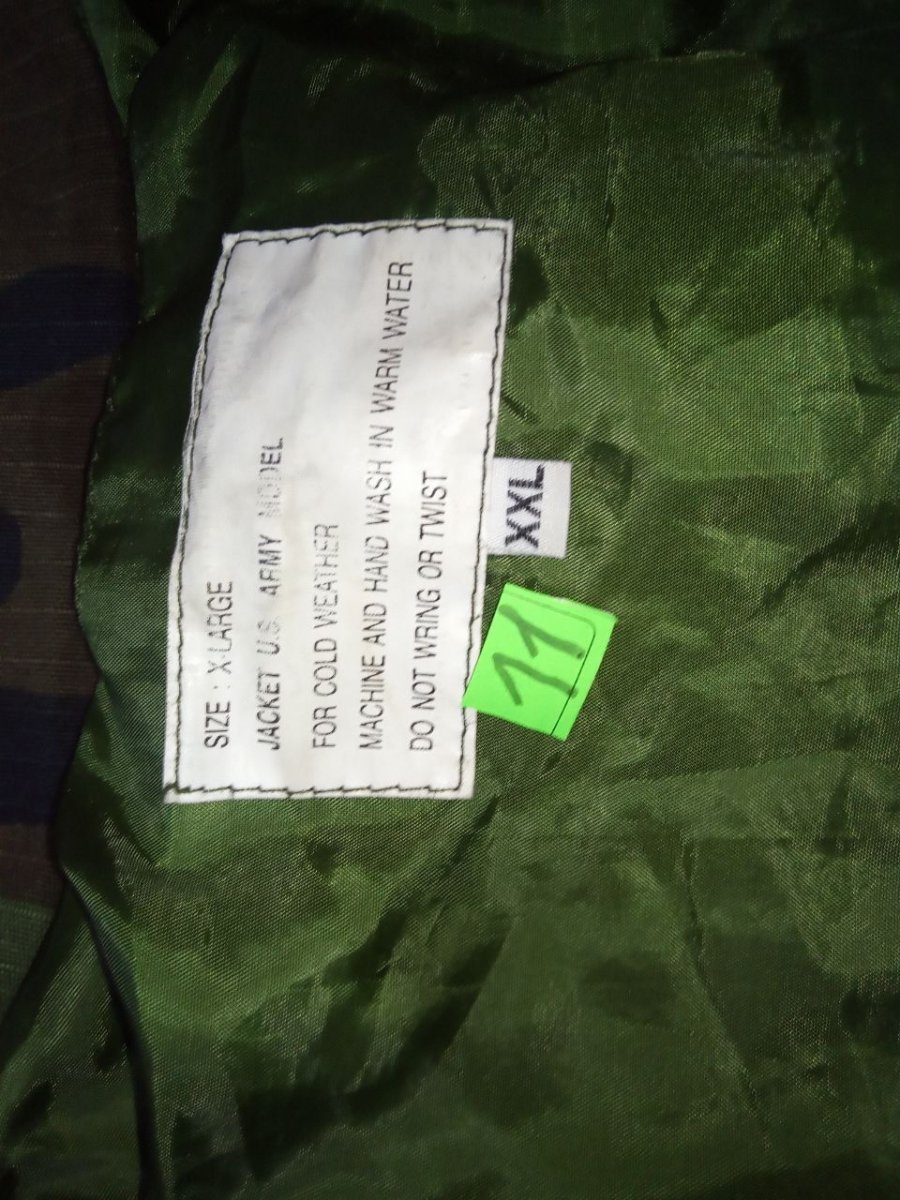 SIZE : X-LARGE
JACKET U.S. ARMY MODEL
FOR COLD WEATHER
MACHINE AND HAND WASH IN WARM WATER
DO NOT WRING OR TWIST
XXL
11